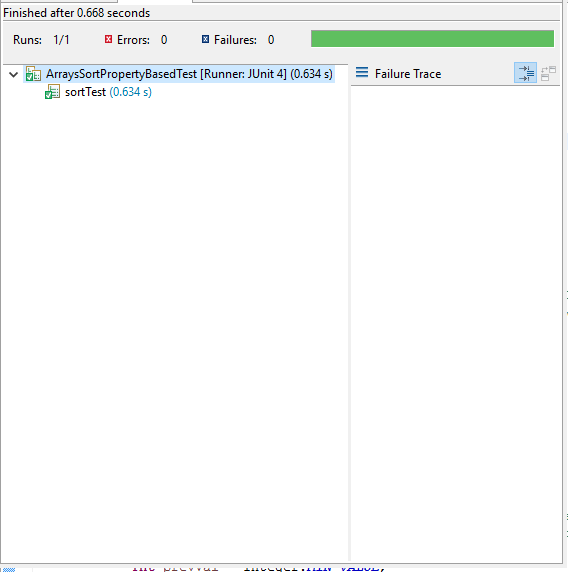 Finished after 0.668 seconds
Runs: 1/1 Errors: 0 Failures: 0
ArraysSortPropertyBasedTest [Runner: JUnit 4] (0.634 s)
Failure Trace
sortTest (0.634 s)